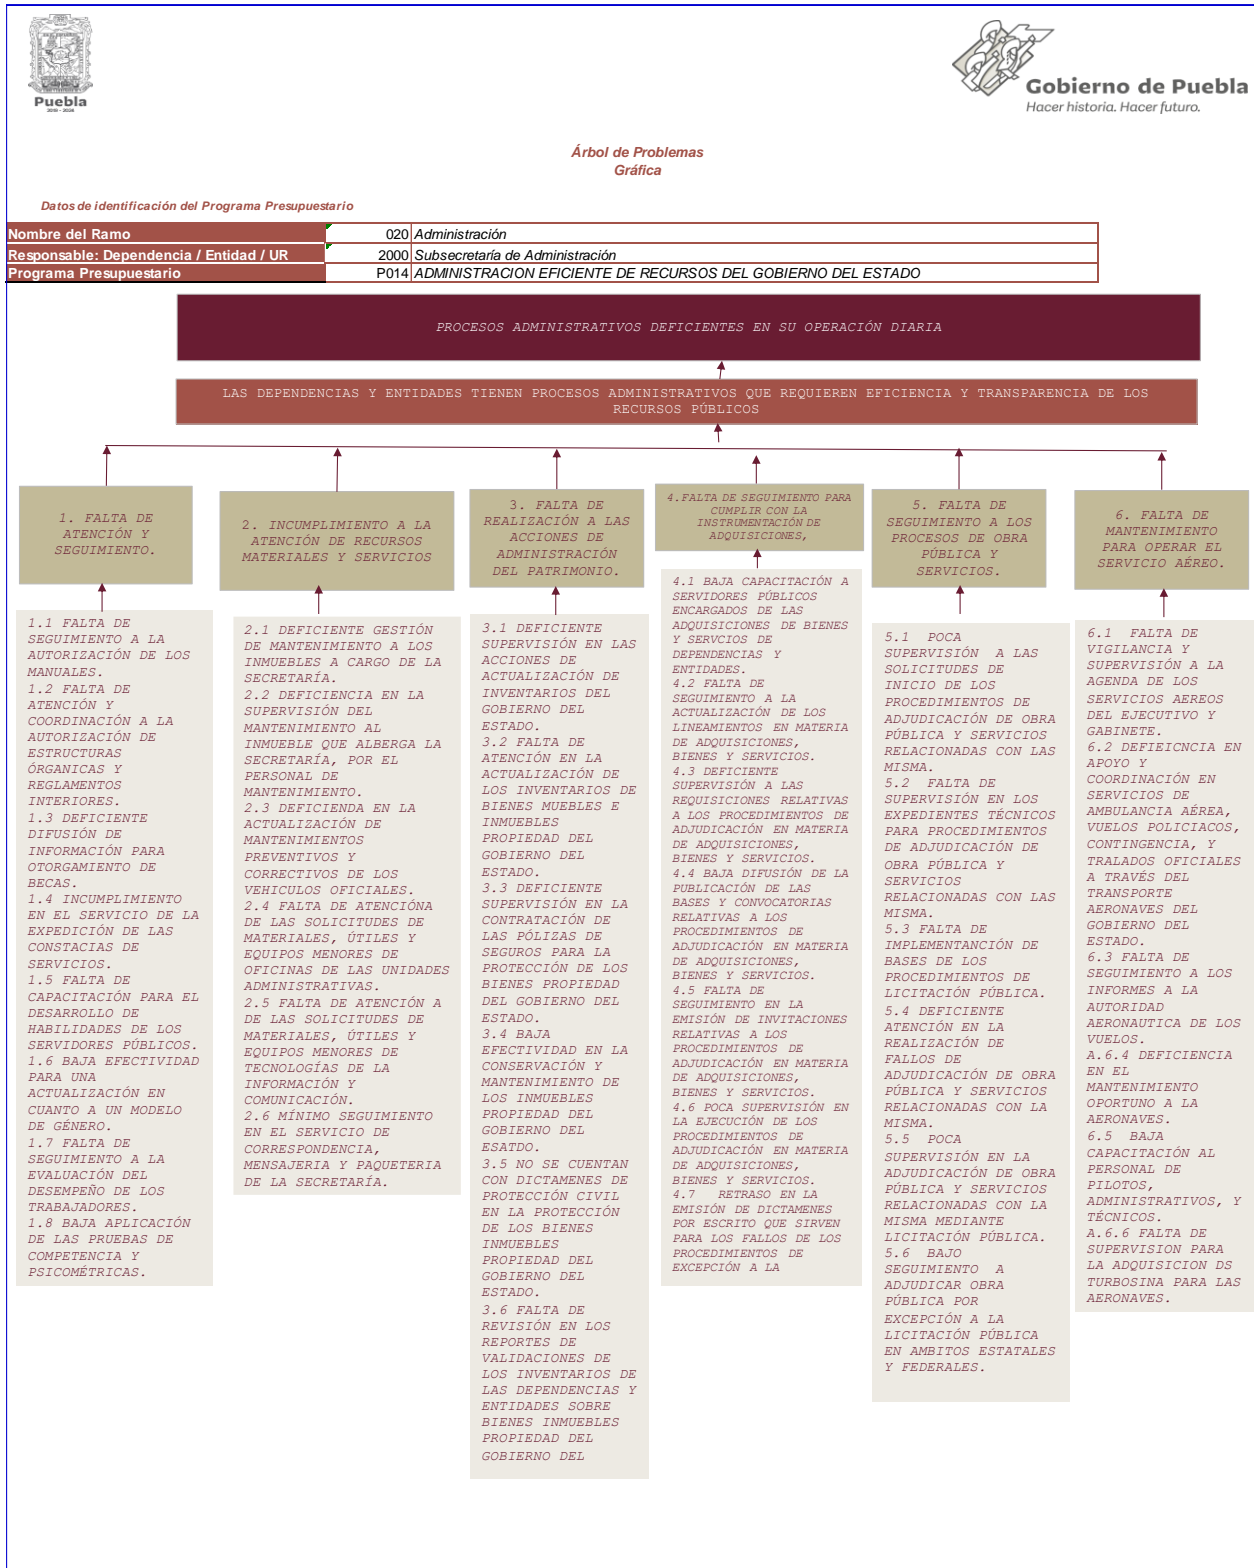 Puebla
2019 - 2024
Gobierno de Puebla
Hacer historia. Hacer futuro.
Árbol de Problemas
Gráfica
Datos de identificación del Programa Presupuestario
Nombre del Ramo 020 Administración
Responsable: Dependencia / Entidad / UR 2000 Subsecretaría de Administración
Programa Presupuestario P014 ADMINISTRACION EFICIENTE DE RECURSOS DEL GOBIERNO DEL ESTADO
PROCESOS ADMINISTRATIVOS DEFICIENTES EN SU OPERACIÓN DIARIA
LAS DEPENDENCIAS Y ENTIDADES TIENEN PROCESOS ADMINISTRATIVOS QUE REQUIEREN EFICIENCIA Y TRANSPARENCIA DE LOS
RECURSOS PÚBLICOS
1. FALTA DE
ATENCIÓN Y
SEGUIMIENTO.
1.1 FALTA DE
SEGUIMIENTO A LA
AUTORIZACIÓN DE LOS
MANUALES.
1.2 FALTA DE
ATENCIÓN Y
COORDINACIÓN A LA
AUTORIZACIÓN DE
ESTRUCTURAS
ÓRGANICAS Y
REGLAMENTOS
INTERIORES.
1.3 DEFICIENTE
DIFUSIÓN DE
INFORMACIÓN PARA
OTORGAMIENTO DE
BECAS.
1.4 INCUMPLIMIENTO
EN EL SERVICIO DE LA
EXPEDICIÓN DE LAS
CONSTACIAS DE
SERVICIOS.
1.5 FALTA DE
CAPACITACIÓN PARA EL
DESARROLLO DE
HABILIDADES DE LOS
SERVIDORES PÚBLICOS.
1.6 BAJA EFECTIVIDAD
PARA UNA
ACTUALIZACIÓN EN
CUANTO A UN MODELO
DE GÉNERO.
1.7 FALTA DE
SEGUIMIENTO A LA
EVALUACIÓN DEL
DESEMPEÑO DE LOS
TRABAJADORES.
1.8 BAJA APLICACIÓN
DE LAS PRUEBAS DE
COMPETENCIA Y
PSICOMÉTRICAS.
2. INCUMPLIMIENTO A LA
ATENCIÓN DE RECURSOS
MATERIALES Y SERVICIOS
2.1 DEFICIENTE GESTIÓN
DE MANTENIMIENTO A LOS
INMUEBLES A CARGO DE LA
SECRETARÍA.
2.2 DEFICIENCIA EN LA
SUPERVISIÓN DEL
MANTENIMIENTO AL
INMUEBLE QUE ALBERGA LA
SECRETARÍA, POR EL
PERSONAL DE
MANTENIMIENTO.
2.3 DEFICIENDA EN LA
ACTUALIZACIÓN DE
MANTENIMIENTOS
PREVENTIVOS Y
CORRECTIVOS DE LOS
VEHICULOS OFICIALES.
2.4 FALTA DE ATENCIÓNA
DE LAS SOLICITUDES DE
MATERIALES, ÚTILES Y
EQUIPOS MENORES DE
OFICINAS DE LAS UNIDADES
ADMINISTRATIVAS.
2.5 FALTA DE ATENCIÓN A
DE LAS SOLICITUDES DE
MATERIALES, ÚTILES Y
EQUIPOS MENORES DE
TECNOLOGÍAS DE LA
INFORMACIÓN Y
COMUNICACIÓN.
2.6 MÍNIMO SEGUIMIENTO
EN EL SERVICIO DE
CORRESPONDENCIA,
MENSAJERIA Y PAQUETERIA
DE LA SECRETARÍA.
3. FALTA DE
REALIZACIÓN A LAS
ACCIONES DE
ADMINISTRACIÓN
DEL PATRIMONIO.
3.1 DEFICIENTE
SUPERVISIÓN EN LAS
ACCIONES DE
ACTUALIZACIÓN DE
INVENTARIOS DEL
GOBIERNO DEL
ESTADO.
3.2 FALTA DE
ATENCIÓN EN LA
ACTUALIZACIÓN DE
LOS INVENTARIOS DE
BIENES MUEBLES E
INMUEBLES
PROPIEDAD DEL
GOBIERNO DEL
ESTADO.
3.3 DEFICIENTE
SUPERVISIÓN EN LA
CONTRATACIÓN DE
LAS PÓLIZAS DE
SEGUROS PARA LA
PROTECCIÓN DE LOS
BIENES PROPIEDAD
DEL GOBIERNO DEL
ESTADO.
3.4 BAJA
EFECTIVIDAD EN LA
CONSERVACIÓN Y
MANTENIMIENTO DE
LOS INMUEBLES
PROPIEDAD DEL
GOBIERNO DEL
ESATDO.
3.5 NO SE CUENTAN
CON DICTAMENES DE
PROTECCIÓN CIVIL
EN LA PROTECCIÓN
DE LOS BIENES
INMUEBLES
PROPIEDAD DEL
GOBIERNO DEL
ESTADO.
3.6 FALTA DE
REVISIÓN EN LOS
REPORTES DE
VALIDACIONES DE
LOS INVENTARIOS DE
LAS DEPENDENCIAS Y
ENTIDADES SOBRE
BIENES INMUEBLES
PROPIEDAD DEL
GOBIERNO DEL
4.FALTA DE SEGUIMIENTO PARA
CUMPLIR CON LA
INSTRUMENTACIÓN DE
ADQUISICIONES,
4.1 BAJA CAPACITACIÓN A
SERVIDORES PÚBLICOS
ENCARGADOS DE LAS
ADQUISICIONES DE BIENES
Y SERVCIOS DE
DEPENDENCIAS Y
ENTIDADES.
4.2 FALTA DE
SEGUIMIENTO A LA
ACTUALIZACIÓN DE LOS
LINEAMIENTOS EN MATERIA
DE ADQUISICIONES,
BIENES Y SERVICIOS.
4.3 DEFICIENTE
SUPERVISIÓN A LAS
REQUISICIONES RELATIVAS
A LOS PROCEDIMIENTOS DE
ADJUDICACIÓN EN MATERIA
DE ADQUISICIONES,
BIENES Y SERVICIOS.
4.4 BAJA DIFUSIÓN DE LA
PUBLICACIÓN DE LAS
BASES Y CONVOCATORIAS
RELATIVAS A LOS
PROCEDIMIENTOS DE
ADJUDICACIÓN EN MATERIA
DE ADQUISICIONES,
BIENES Y SERVICIOS.
4.5 FALTA DE
SEGUIMIENTO EN LA
EMISIÓN DE INVITACIONES
RELATIVAS A LOS
PROCEDIMIENTOS DE
ADJUDICACIÓN EN MATERIA
DE ADQUISICIONES,
BIENES Y SERVICIOS.
4.6 POCA SUPERVISIÓN EN
LA EJECUCIÓN DE LOS
PROCEDIMIENTOS DE
ADJUDICACIÓN EN MATERIA
DE ADQUISICIONES,
BIENES Y SERVICIOS.
4.7 RETRASO EN LA
EMISIÓN DE DICTAMENES
POR ESCRITO QUE SIRVEN
PARA LOS FALLOS DE LOS
PROCEDIMIENTOS DE
EXCEPCIÓN A LA
5. FALTA DE
SEGUIMIENTO A LOS
PROCESOS DE OBRA
PÚBLICA Y
SERVICIOS.
5.1 POCA
SUPERVISIÓN A LAS
SOLICITUDES DE
INICIO DE LOS
PROCEDIMIENTOS DE
ADJUDICACIÓN DE OBRA
PÚBLICA Y SERVICIOS
RELACIONADAS CON LAS
MISMA.
5.2 FALTA DE
SUPERVISIÓN EN LOS
EXPEDIENTES TÉCNICOS
PARA PROCEDIMIENTOS
DE ADJUDICACIÓN DE
OBRA PÚBLICA Y
SERVICIOS
RELACIONADAS CON LAS
MISMA.
5.3 FALTA DE
IMPLEMENTANCIÓN DE
BASES DE LOS
PROCEDIMIENTOS DE
LICITACIÓN PÚBLICA.
5.4 DEFICIENTE
ATENCIÓN EN LA
REALIZACIÓN DE
FALLOS DE
ADJUDICACIÓN DE OBRA
PÚBLICA Y SERVICIOS
RELACIONADAS CON LA
MISMA.
5.5 POCA
SUPERVISIÓN EN LA
ADJUDICACIÓN DE OBRA
PÚBLICA Y SERVICIOS
RELACIONADAS CON LA
MISMA MEDIANTE
LICITACIÓN PÚBLICA.
5.6 BAJO
SEGUIMIENTO A
ADJUDICAR OBRA
PÚBLICA POR
EXCEPCIÓN A LA
LICITACIÓN PÚBLICA
EN AMBITOS ESTATALES
Y FEDERALES.
6. FALTA DE
MANTENIMIENTO
PARA OPERAR EL
SERVICIO AÉREO.
6.1 FALTA DE
VIGILANCIA Y
SUPERVISIÓN A LA
AGENDA DE LOS
SERVICIOS AEREOS
DEL EJECUTIVO Y
GABINETE.
6.2 DEFIEICNCIA EN
APOYO Y
COORDINACIÓN EN
SERVICIOS DE
AMBULANCIA AÉREA,
VUELOS POLICIACOS,
CONTINGENCIA, Y
TRALADOS OFICIALES
A TRAVÉS DEL
TRANSPORTE
AERONAVES DEL
GOBIERNO DEL
ESTADO.
6.3 FALTA DE
SEGUIMIENTO A LOS
INFORMES A LA
AUTORIDAD
AERONAUTICA DE LOS
VUELOS.
A.6.4 DEFICIENCIA
EN EL
MANTENIMIENTO
OPORTUNO A LA
AERONAVES.
6.5 BAJA
CAPACITACIÓN AL
PERSONAL DE
PILOTOS,
ADMINISTRATIVOS, Y
TÉCNICOS.
A.6.6 FALTA DE
SUPERVISION PARA
LA ADQUISICION DS
TURBOSINA PARA LAS
AERONAVES.